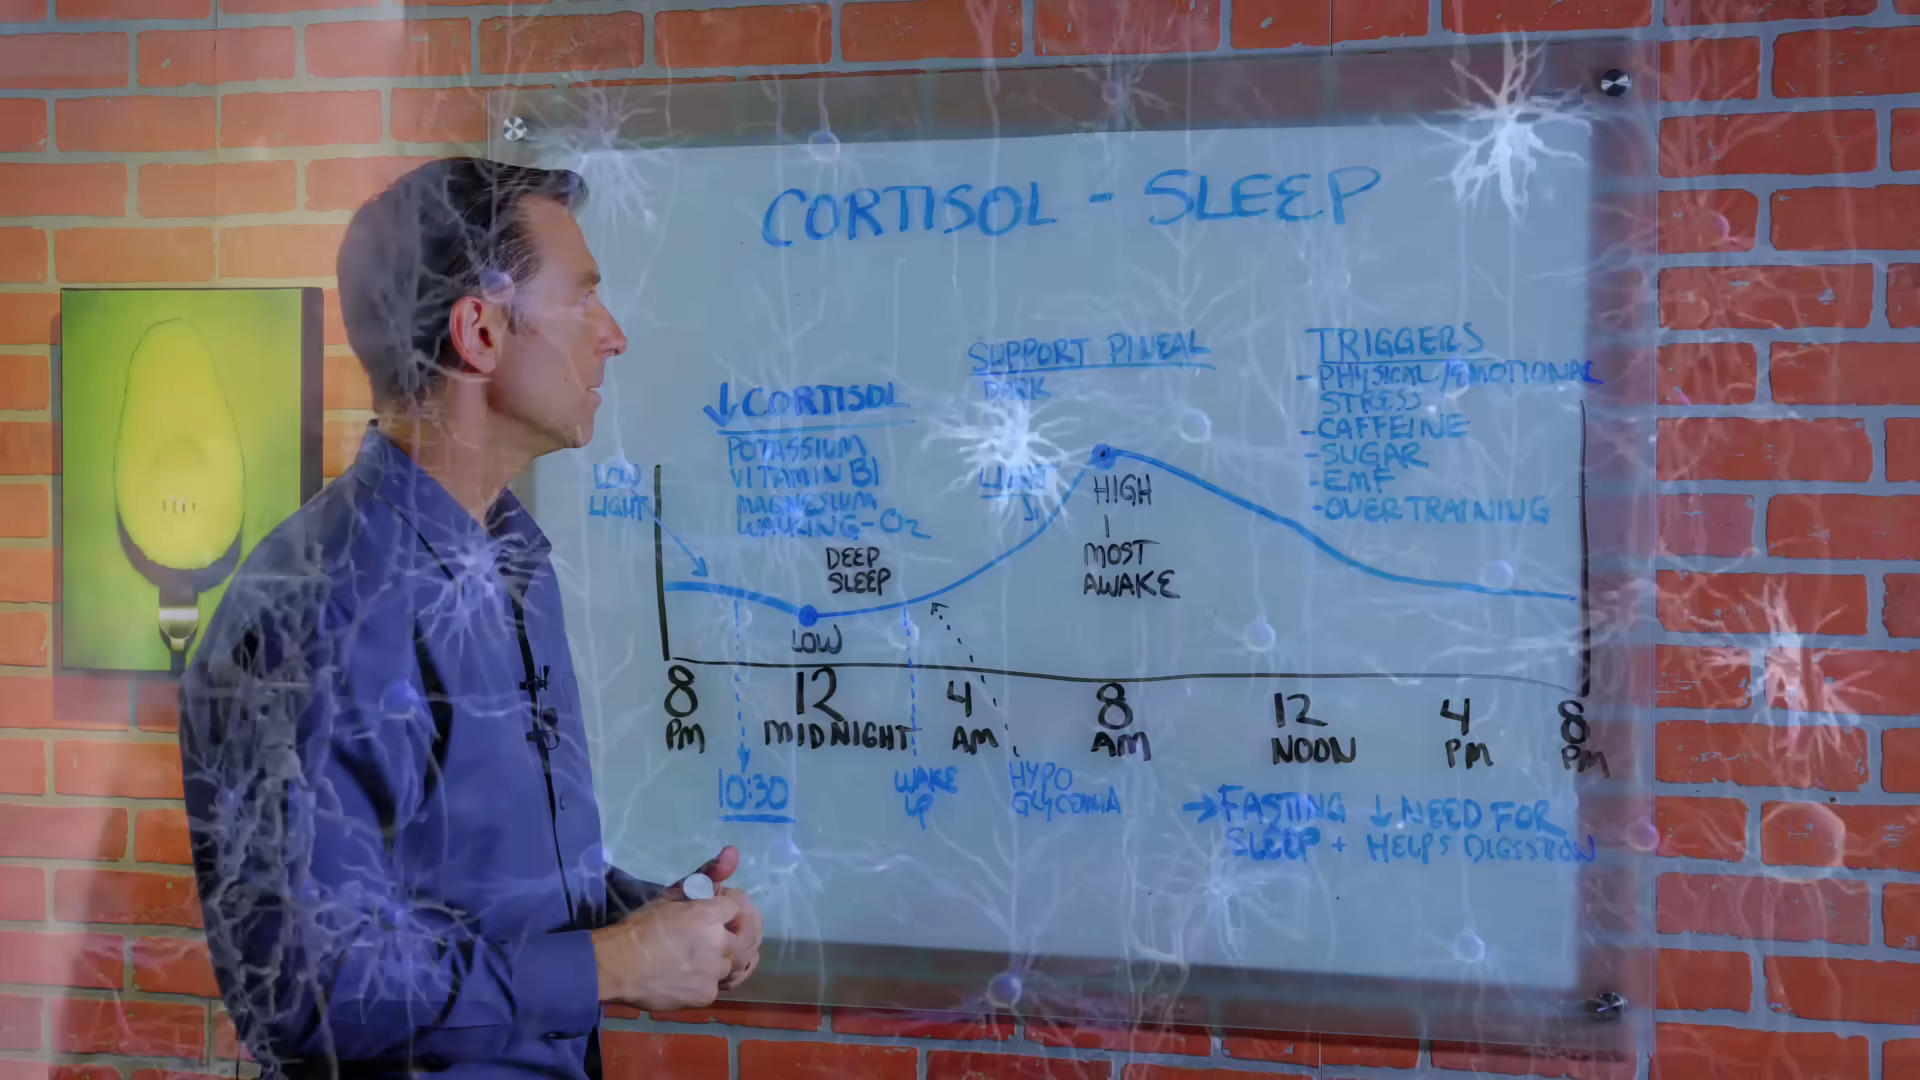 CORTISOL - SLEEP
↓ CORTISOL
POTASSIUM
VITAMIN B1
MAGNESIUM
WALKING-O2
SUPPORT PINEAL
DARK
LIGHT
TRIGGERS
- PHYSICAL/EMOTIONAL
STRESS
- CAFFEINE
- SUGAR
- EMF
- OVERTRAINING
LOW
LIGHT
DEEP
SLEEP
LOW
HIGH
MOST
AWAKE
8 PM
12 MIDNIGHT
4 AM
8 AM
12 NOON
4 PM
8 PM
10:30
WAKE
UP
HYPO
GLYCEMIA
→ FASTING ↓ NEED FOR
SLEEP + HELPS DIGESTION